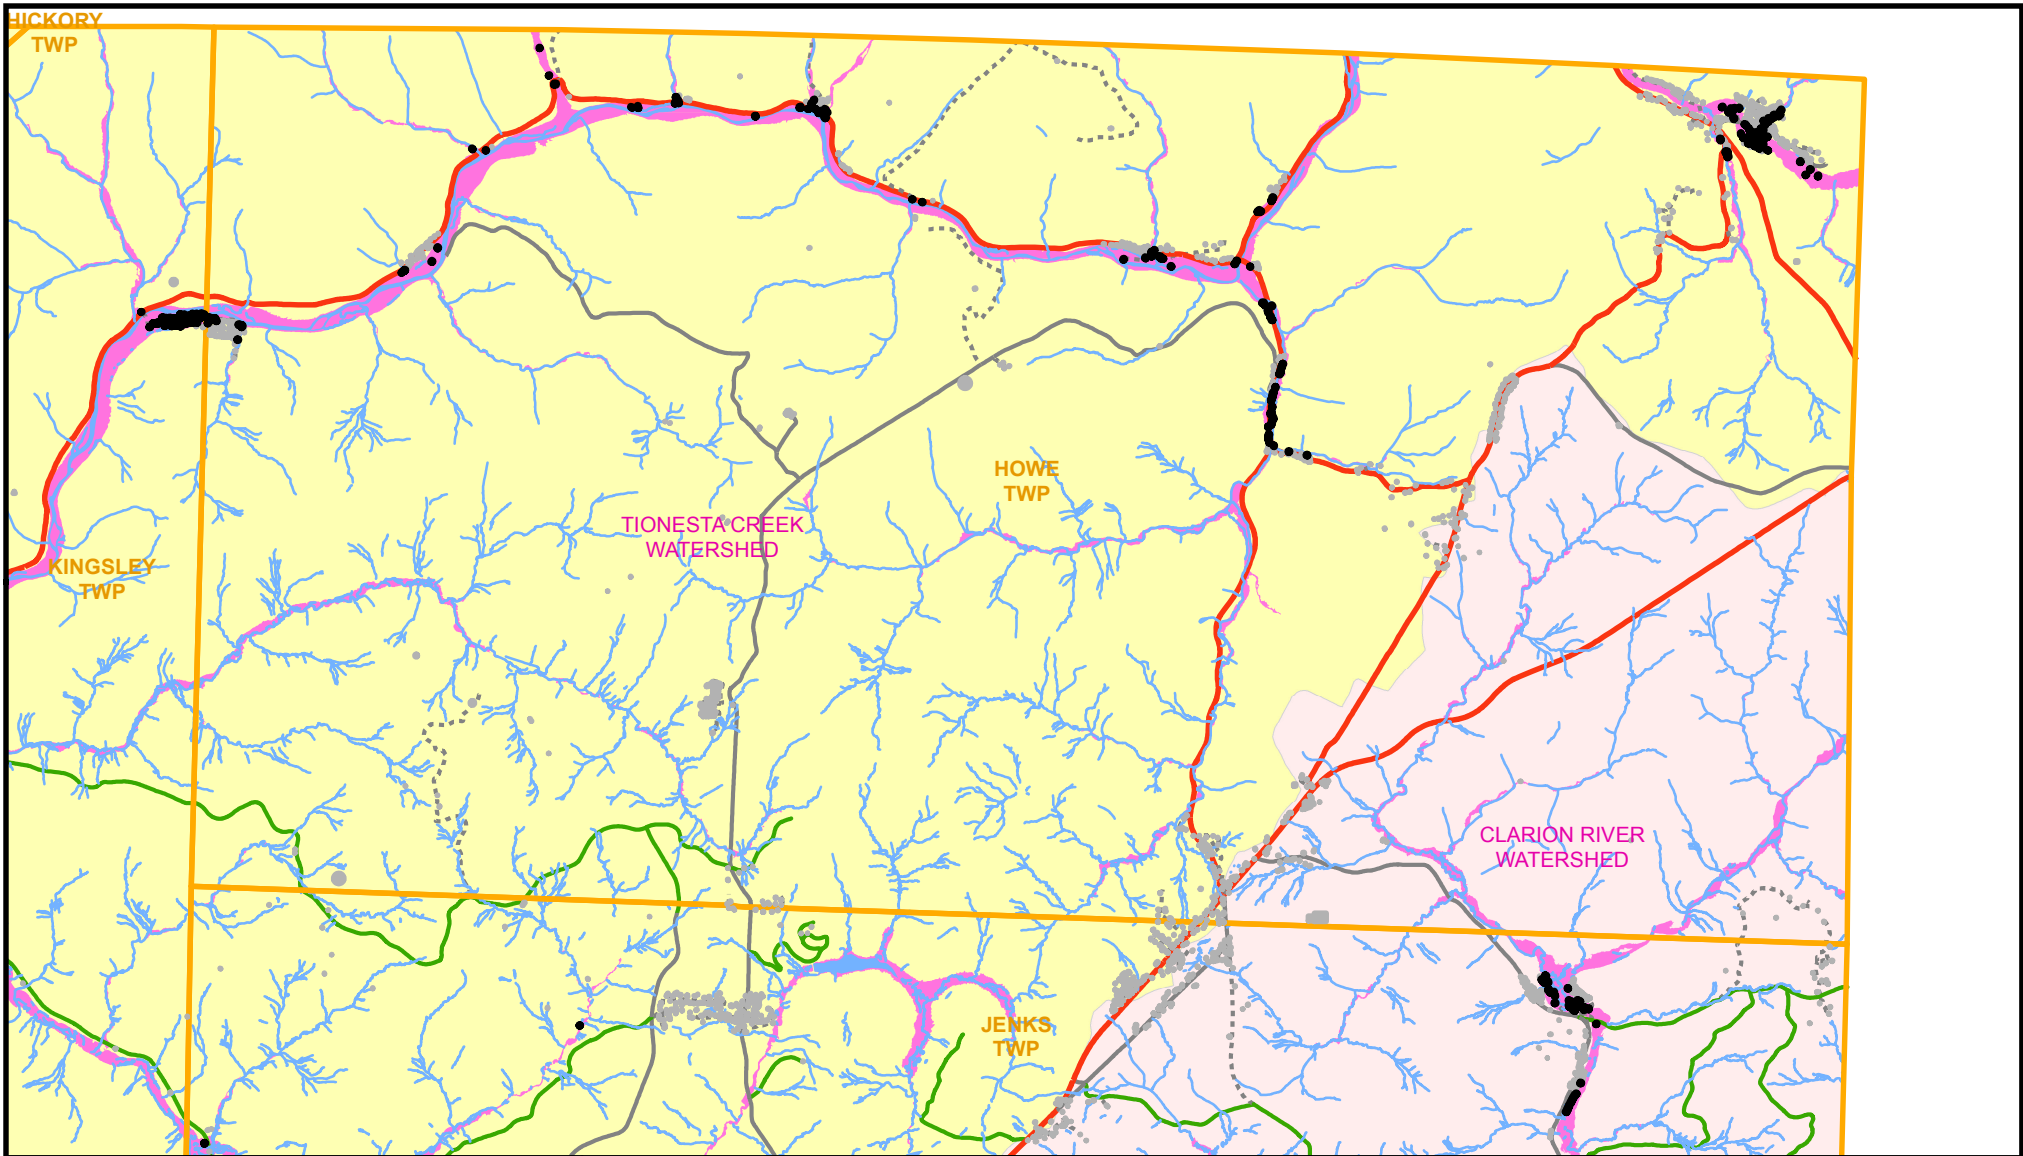 HICKORY
TWP
HOWE
TWP
TIONESTA CREEK
WATERSHED
KINGSLEY
TWP
CLARION RIVER
WATERSHED
JENKS
TWP